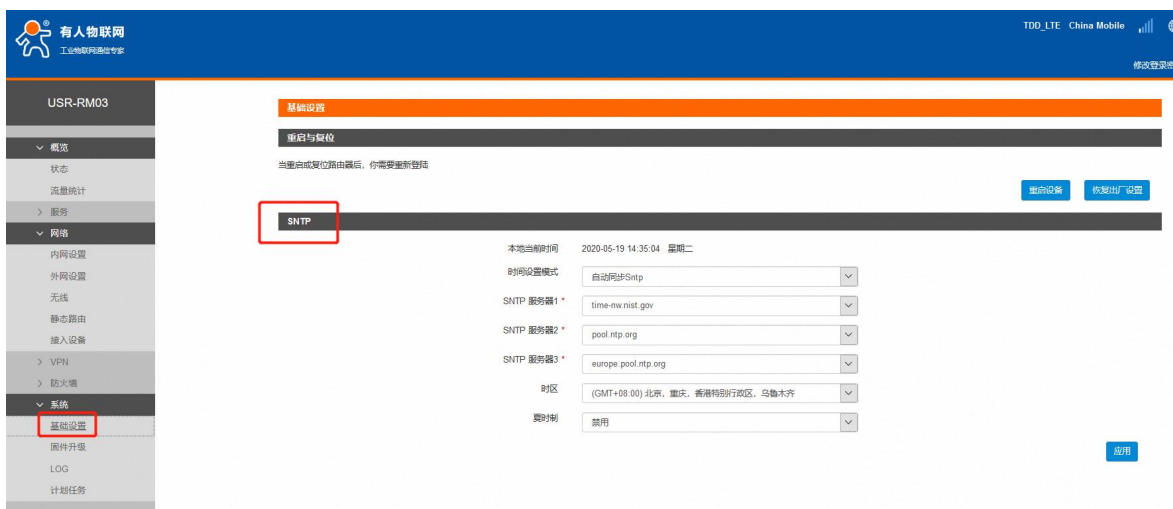 有人物联网
工业物联网通信专家
TDD_LTE China Mobile
修改登录密
USR-RM03
概览
状态
流量统计
服务
网络
内网设置
外网设置
无线
静态路由
接入设备
VPN
防火墙
系统
基础设置
固件升级
LOG
计划任务
基础设置
重启与复位
当重启或复位路由器后，你需要重新登陆
重启设备 恢复出厂设置
SNTP
本地当前时间 2020-05-19 14:35:04 星期二
时间设置模式 自动同步Sntp
SNTP 服务器1 * time-nw.nist.gov
SNTP 服务器2 * pool.ntp.org
SNTP 服务器3 * europe.pool.ntp.org
时区 (GMT+08:00) 北京，重庆，香港特别行政区，乌鲁木齐
夏时制 禁用
应用